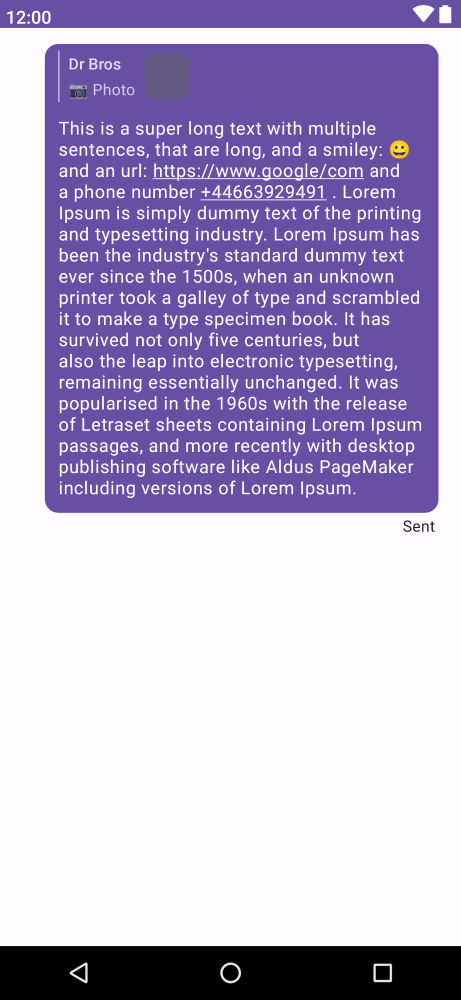 12:00
Dr Bros
📷 Photo
This is a super long text with multiple
sentences, that are long, and a smiley: 😀
and an url: https://www.google/com and
a phone number +44663929491 . Lorem
Ipsum is simply dummy text of the printing
and typesetting industry. Lorem Ipsum has
been the industry's standard dummy text
ever since the 1500s, when an unknown
printer took a galley of type and scrambled
it to make a type specimen book. It has
survived not only five centuries, but
also the leap into electronic typesetting,
remaining essentially unchanged. It was
popularised in the 1960s with the release
of Letraset sheets containing Lorem Ipsum
passages, and more recently with desktop
publishing software like Aldus PageMaker
including versions of Lorem Ipsum.
Sent